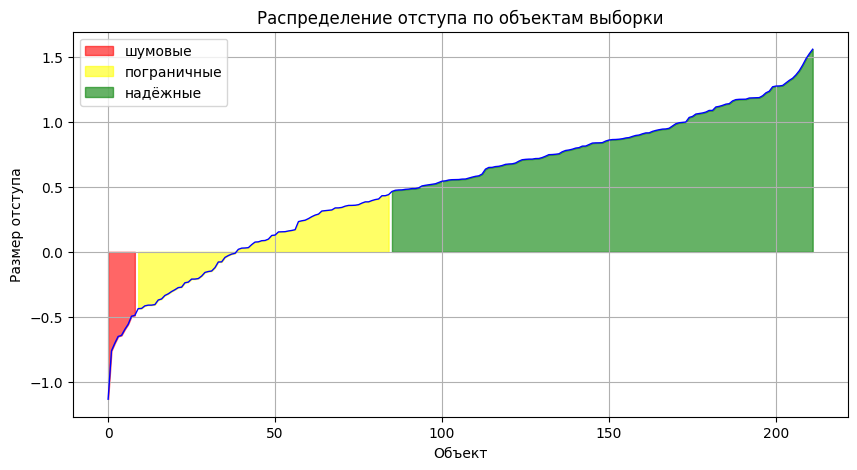 Распределение отступа по объектам выборки
шумовые
пограничные
надёжные
Размер отступа
1.5
1.0
0.5
0.0
−0.5
−1.0
0
50
100
150
200
Объект